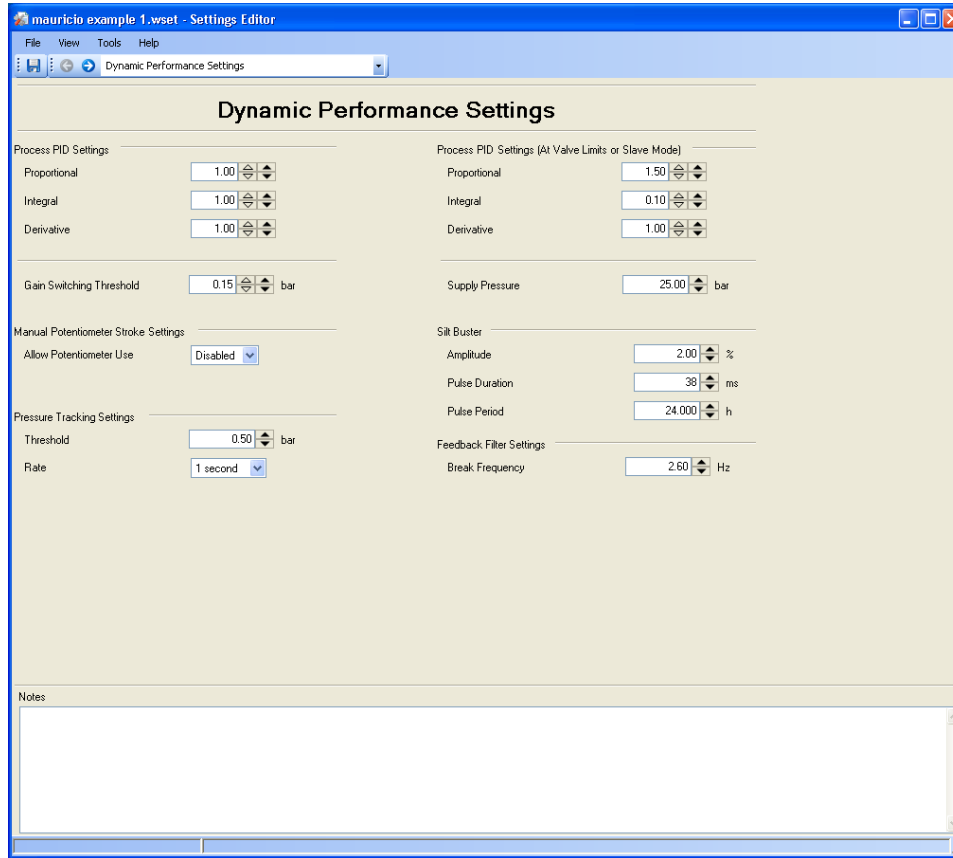 mauricio example 1.wset - Settings Editor
File View Tools Help
Dynamic Performance Settings
Dynamic Performance Settings
Process PID Settings
Proportional 1.00
Integral 1.00
Derivative 1.00
Gain Switching Threshold 0.15 bar
Manual Potentiometer Stroke Settings
Allow Potentiometer Use Disabled
Pressure Tracking Settings
Threshold 0.50 bar
Rate 1 second
Process PID Settings (At Valve Limits or Slave Mode)
Proportional 1.50
Integral 0.10
Derivative 1.00
Supply Pressure 25.00 bar
Silt Buster
Amplitude 2.00 %
Pulse Duration 38 ms
Pulse Period 24.000 h
Feedback Filter Settings
Break Frequency 2.60 Hz
Notes